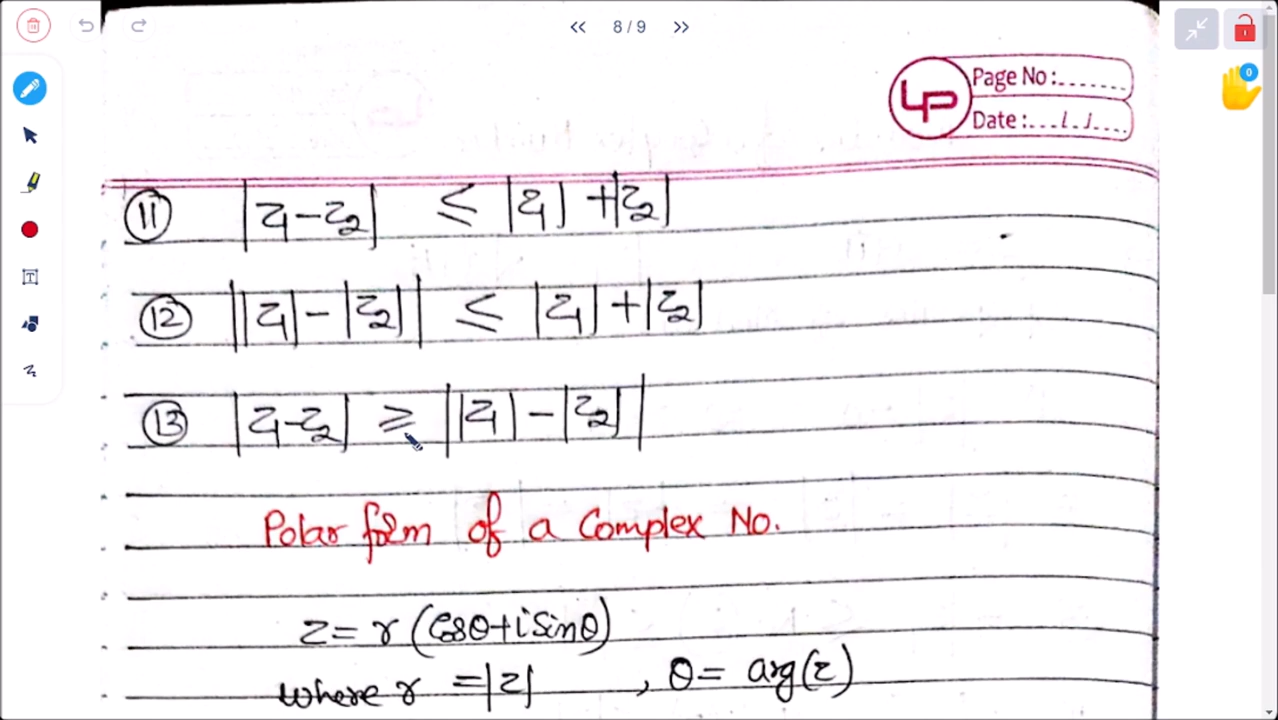 8 / 9
0
LP
Page No :.......
Date : ... / . / ....
⑪ |z₁-z₂| ≤ |z₁| + |z₂|
⑫ ||z₁| - |z₂|| ≤ |z₁| + |z₂|
⑬ |z₁-z₂| ≥ ||z₁| - |z₂||
Polar form of a Complex No.
z = r (Cosθ + i Sinθ)
where r = |z| , θ = arg(z)